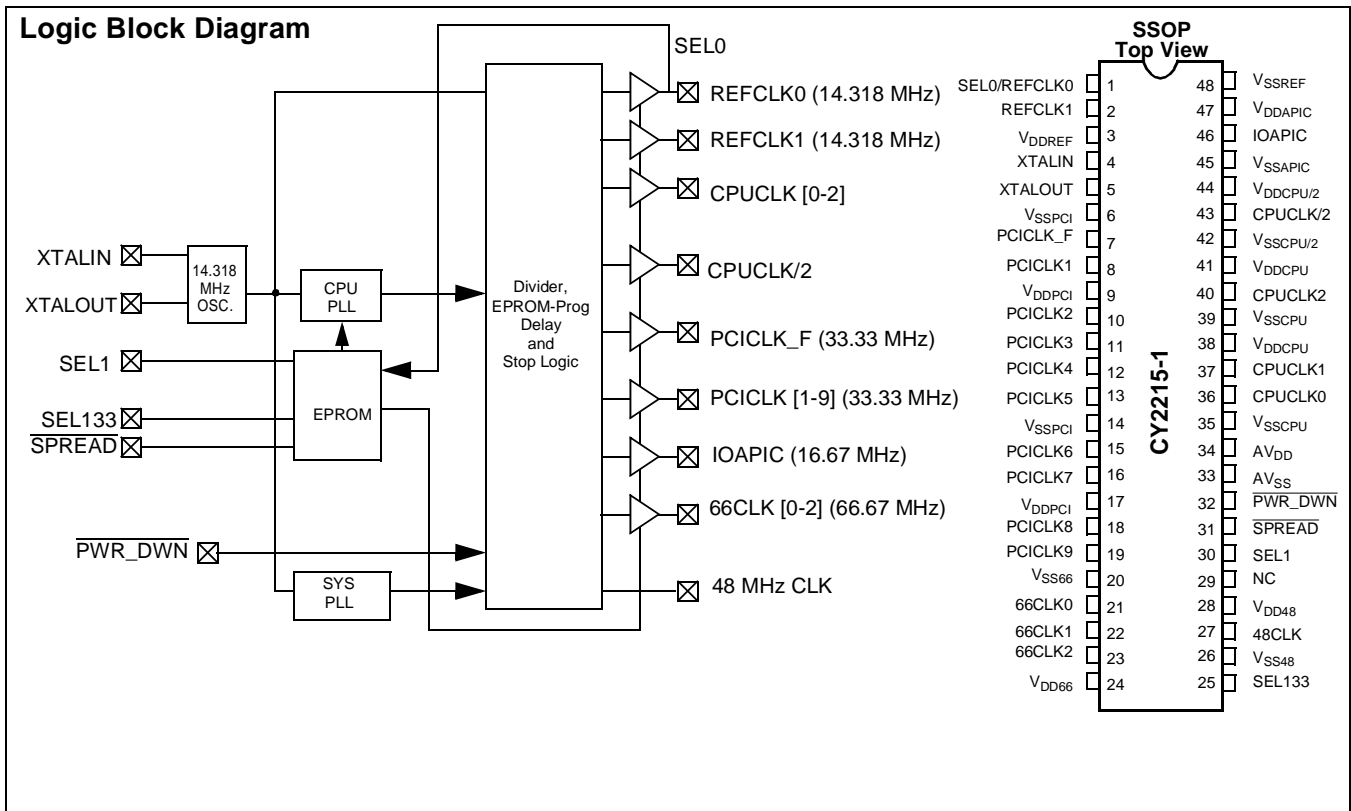 Logic Block Diagram
SEL0
REFCLK0 (14.318 MHz)
REFCLK1 (14.318 MHz)
CPUCLK [0-2]
CPUCLK/2
PCICLK_F (33.33 MHz)
PCICLK [1-9] (33.33 MHz)
IOAPIC (16.67 MHz)
66CLK [0-2] (66.67 MHz)
48 MHz CLK
XTALIN
XTALOUT
SEL1
SEL133
SPREAD
PWR_DWN
14.318
MHz
OSC.
CPU
PLL
EPROM
SYS
PLL
Divider,
EPROM-Prog
Delay
and
Stop Logic
SSOP
Top View
SEL0/REFCLK0 1 48 VSSREF
REFCLK1 2 47 VDDAPIC
VDDREF 3 46 IOAPIC
XTALIN 4 45 VSSAPIC
XTALOUT 5 44 VDDCPU/2
VSSPCI 6 43 CPUCLK/2
PCICLK_F 7 42 VSSCPU/2
PCICLK1 8 41 VDDCPU
VDDPCI 9 40 CPUCLK2
PCICLK2 10 39 VSSCPU
PCICLK3 11 38 VDDCPU
PCICLK4 12 37 CPUCLK1
PCICLK5 13 36 CPUCLK0
VSSPCI 14 35 VSSCPU
PCICLK6 15 34 AVDD
PCICLK7 16 33 AVSS
VDDPCI 17 32 PWR_DWN
PCICLK8 18 31 SPREAD
PCICLK9 19 30 SEL1
VSS66 20 29 NC
66CLK0 21 28 VDD48
66CLK1 22 27 48CLK
66CLK2 23 26 VSS48
VDD66 24 25 SEL133
CY2215-1